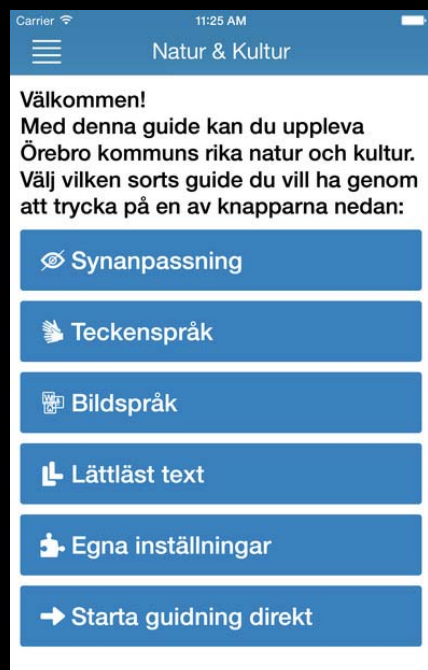 Carrier 11:25 AM
Natur & Kultur
Välkommen!
Med denna guide kan du uppleva
Örebro kommuns rika natur och kultur.
Välj vilken sorts guide du vill ha genom
att trycka på en av knapparna nedan:
Synanpassning
Teckenspråk
Bildspråk
Lättläst text
Egna inställningar
Starta guidning direkt